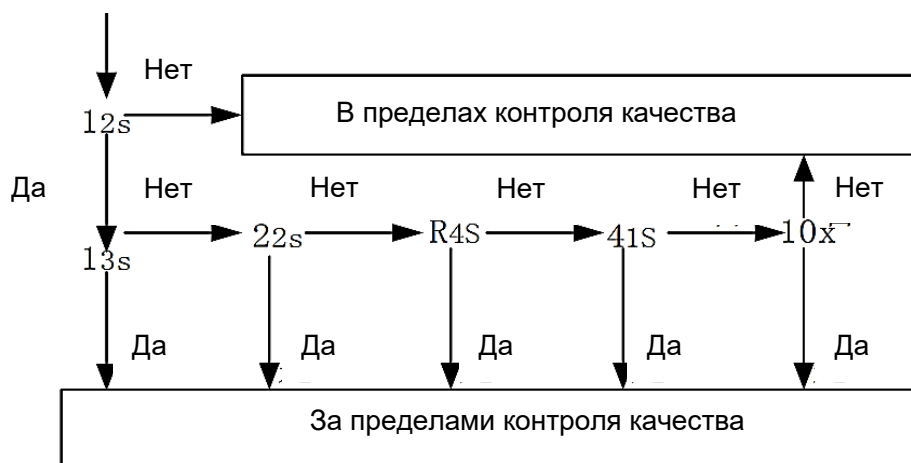 Нет
В пределах контроля качества
12s
Да
Нет
Нет
Нет
Нет
Нет
13s
22s
R4S
41S
10x
Да
Да
Да
Да
Да
За пределами контроля качества